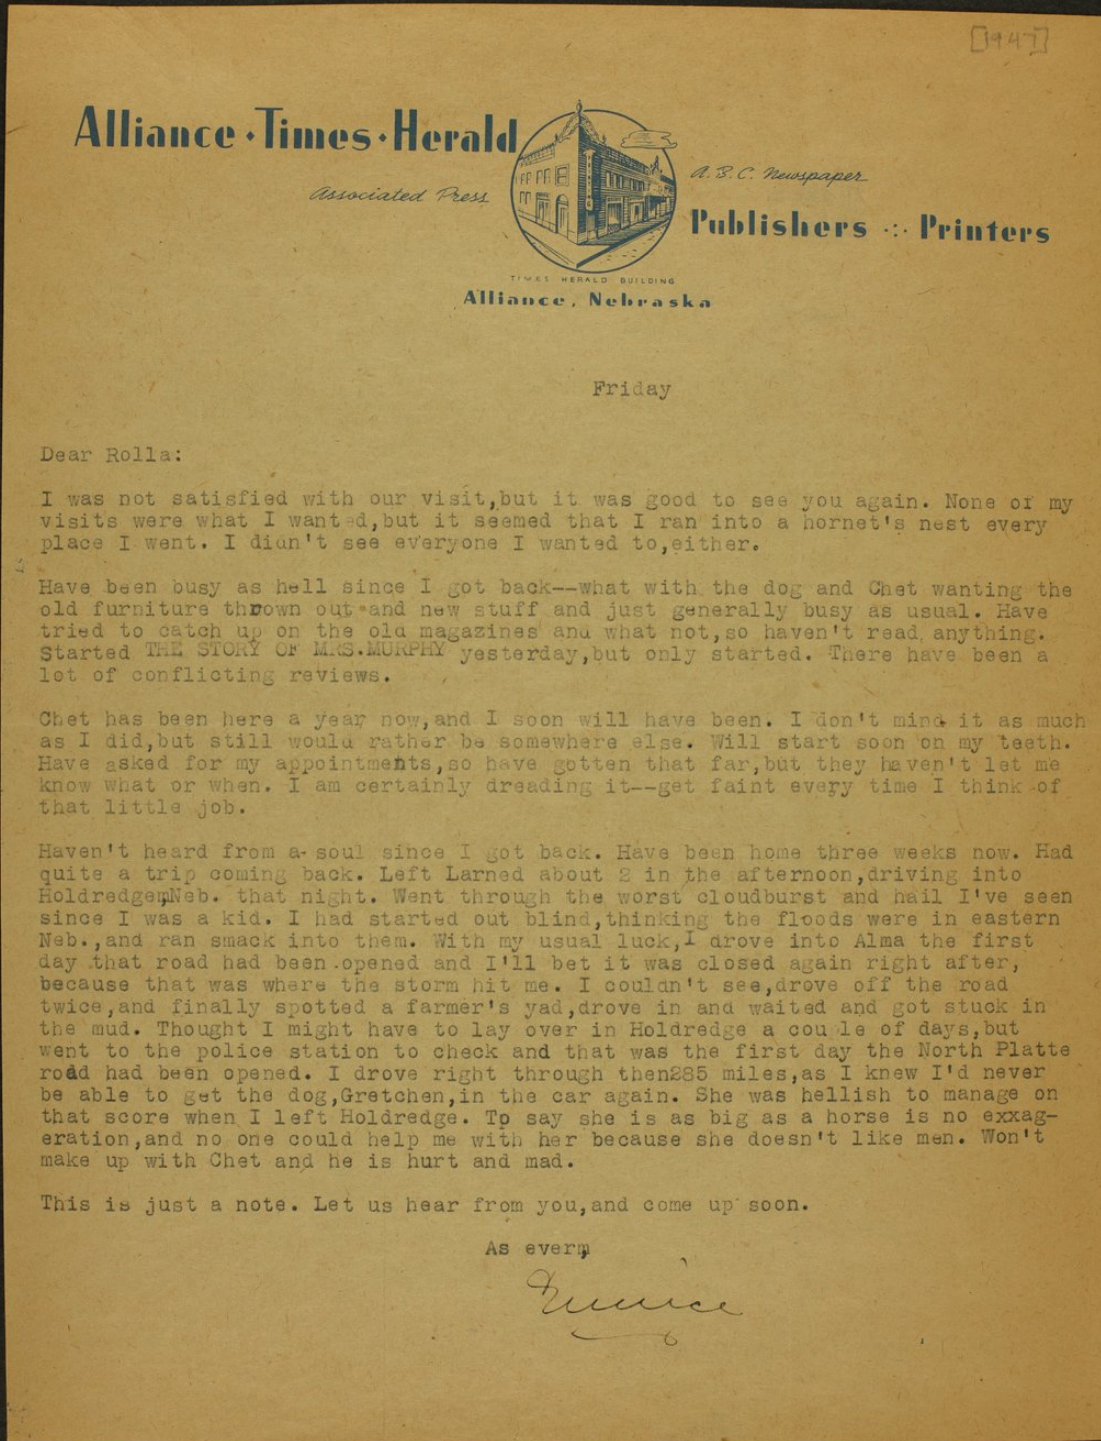 [1947]
Alliance·Times·Herald
Associated Press
A.B.C. Newspaper
Publishers ·:· Printers
TIMES HERALD BUILDING
Alliance, Nebraska
Friday
Dear Rolla:
I was not satisfied with our visit,but it was good to see you again. None of my
visits were what I wanted,but it seemed that I ran into a hornet's nest every
place I went. I didn't see everyone I wanted to,either.
Have been busy as hell since I got back--what with the dog and Chet wanting the
old furniture thrown out and new stuff and just generally busy as usual. Have
tried to catch up on the old magazines and what not,so haven't read anything.
Started THE STORY OF MRS.MURPHY yesterday,but only started. There have been a
lot of conflicting reviews.
Chet has been here a year now,and I soon will have been. I don't mind it as much
as I did,but still would rather be somewhere else. Will start soon on my teeth.
Have asked for my appointments,so have gotten that far,but they haven't let me
know what or when. I am certainly dreading it--get faint every time I think of
that little job.
Haven't heard from a soul since I got back. Have been home three weeks now. Had
quite a trip coming back. Left Larned about 2 in the afternoon,driving into
Holdredge,Neb. that night. Went through the worst cloudburst and hail I've seen
since I was a kid. I had started out blind,thinking the floods were in eastern
Neb.,and ran smack into them. With my usual luck,I drove into Alma the first
day that road had been opened and I'll bet it was closed again right after,
because that was where the storm hit me. I couldn't see,drove off the road
twice,and finally spotted a farmer's yad,drove in and waited and got stuck in
the mud. Thought I might have to lay over in Holdredge a cou le of days,but
went to the police station to check and that was the first day the North Platte
road had been opened. I drove right through then285 miles,as I knew I'd never
be able to get the dog,Gretchen,in the car again. She was hellish to manage on
that score when I left Holdredge. To say she is as big as a horse is no exxag-
eration,and no one could help me with her because she doesn't like men. Won't
make up with Chet and he is hurt and mad.
This is just a note. Let us hear from you,and come up soon.
As ever,
Eunice